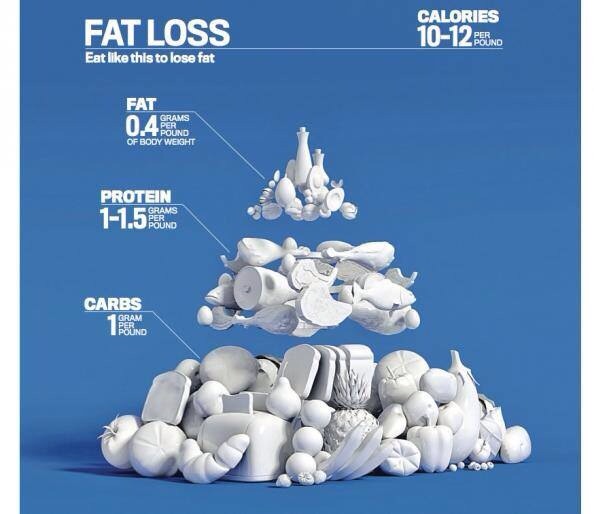 FAT LOSS
Eat like this to lose fat
CALORIES
10-12 PER POUND
FAT
0.4 GRAMS PER POUND
OF BODY WEIGHT
PROTEIN
1-1.5 GRAMS PER POUND
CARBS
1 GRAM PER POUND